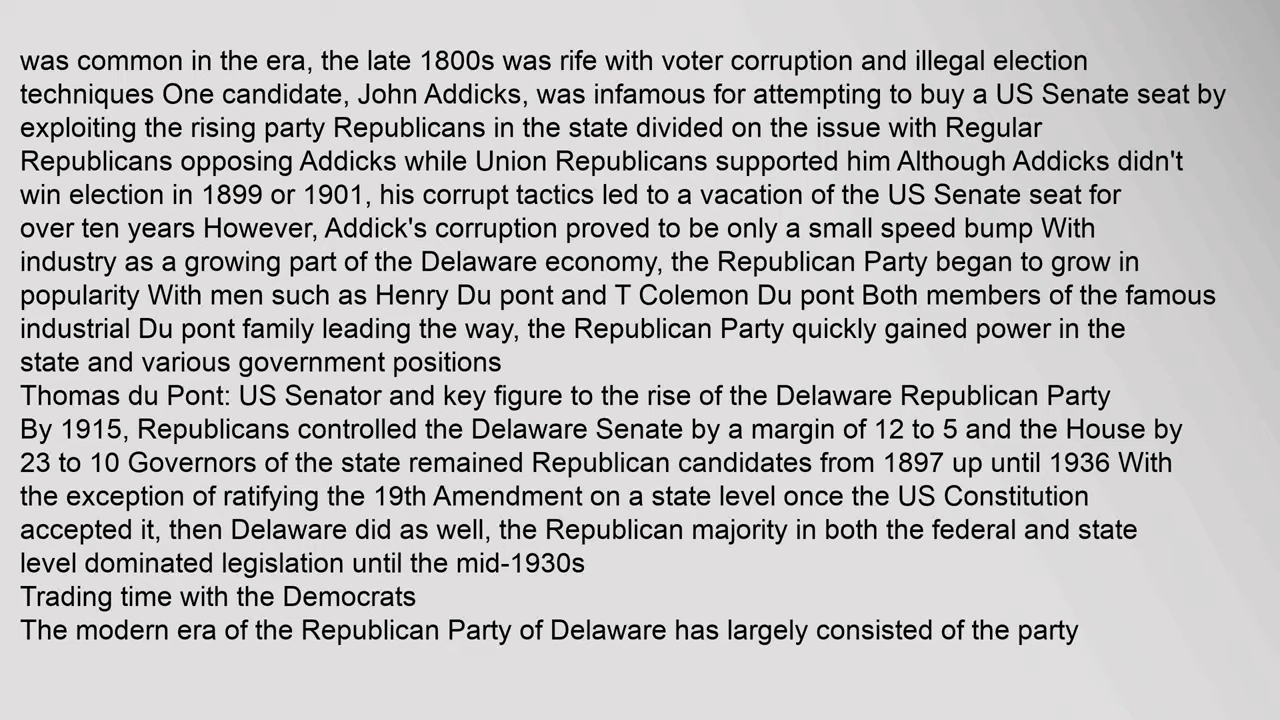 was common in the era, the late 1800s was rife with voter corruption and illegal election
techniques One candidate, John Addicks, was infamous for attempting to buy a US Senate seat by
exploiting the rising party Republicans in the state divided on the issue with Regular
Republicans opposing Addicks while Union Republicans supported him Although Addicks didn't
win election in 1899 or 1901, his corrupt tactics led to a vacation of the US Senate seat for
over ten years However, Addick's corruption proved to be only a small speed bump With
industry as a growing part of the Delaware economy, the Republican Party began to grow in
popularity With men such as Henry Du pont and T Colemon Du pont Both members of the famous
industrial Du pont family leading the way, the Republican Party quickly gained power in the
state and various government positions
Thomas du Pont: US Senator and key figure to the rise of the Delaware Republican Party
By 1915, Republicans controlled the Delaware Senate by a margin of 12 to 5 and the House by
23 to 10 Governors of the state remained Republican candidates from 1897 up until 1936 With
the exception of ratifying the 19th Amendment on a state level once the US Constitution
accepted it, then Delaware did as well, the Republican majority in both the federal and state
level dominated legislation until the mid-1930s
Trading time with the Democrats
The modern era of the Republican Party of Delaware has largely consisted of the party